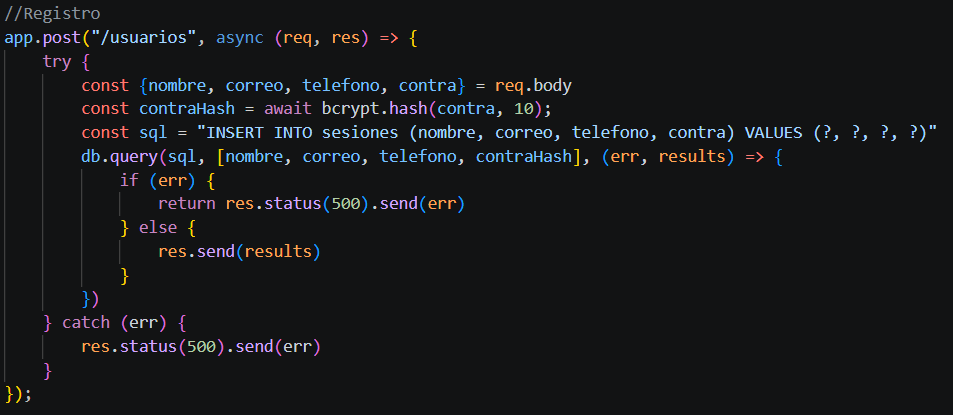 //Registro
app.post("/usuarios", async (req, res) => {
    try {
        const {nombre, correo, telefono, contra} = req.body
        const contraHash = await bcrypt.hash(contra, 10);
        const sql = "INSERT INTO sesiones (nombre, correo, telefono, contra) VALUES (?, ?, ?, ?)"
        db.query(sql, [nombre, correo, telefono, contraHash], (err, results) => {
            if (err) {
                return res.status(500).send(err)
            } else {
                res.send(results)
            }
        })
    } catch (err) {
        res.status(500).send(err)
    }
});